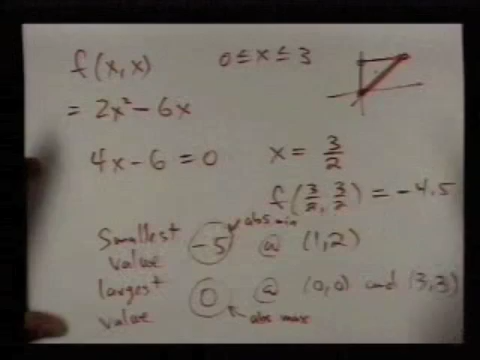 f(x,x) 0≤x≤3
= 2x² - 6x
4x - 6 = 0 x = 3/2
f(3/2, 3/2) = -4.5
Smallest value -5 @ (1,2)
abs min
largest value 0 @ (0,0) and (3,3)
abs max